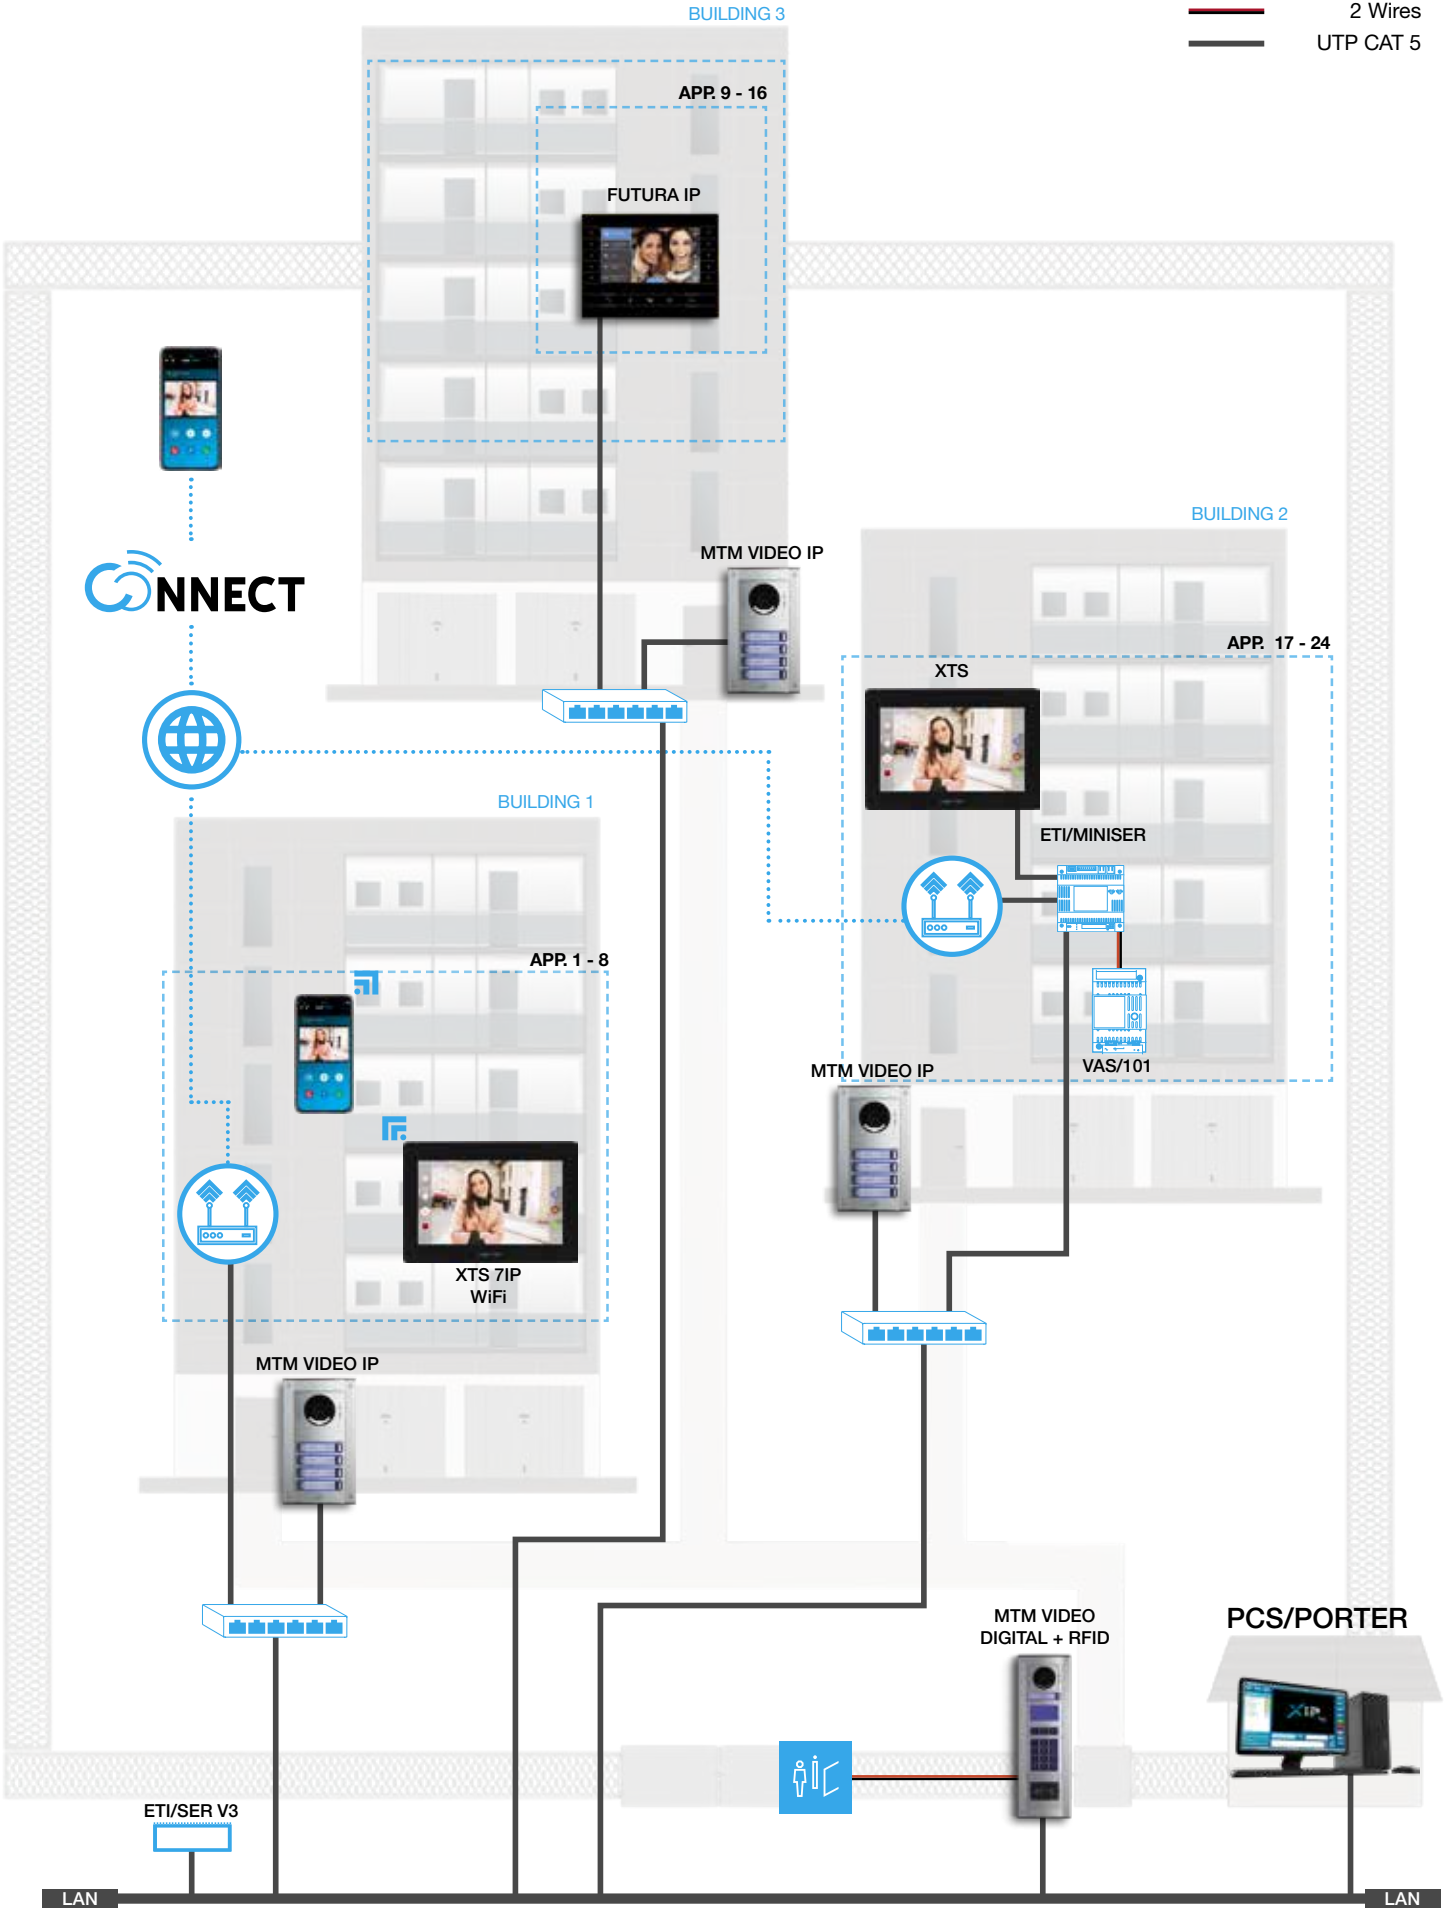 BUILDING 3
2 Wires
UTP CAT 5
APP. 9 - 16
FUTURA IP
BUILDING 2
MTM VIDEO IP
CONNECT
APP. 17 - 24
XTS
BUILDING 1
ETI/MINISER
APP. 1 - 8
VAS/101
MTM VIDEO IP
XTS 7IP
WiFi
MTM VIDEO IP
MTM VIDEO
DIGITAL + RFID
PCS/PORTER
XIP
ETI/SER V3
LAN
LAN